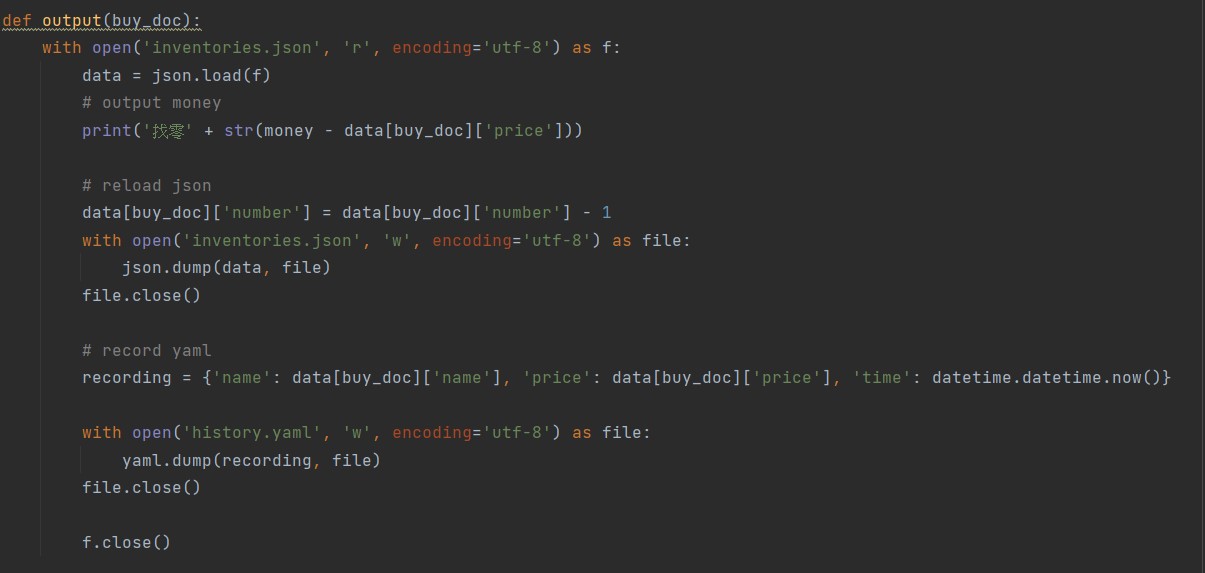 def output(buy_doc):
    with open('inventories.json', 'r', encoding='utf-8') as f:
        data = json.load(f)
        # output money
        print('找零' + str(money - data[buy_doc]['price']))

        # reload json
        data[buy_doc]['number'] = data[buy_doc]['number'] - 1
        with open('inventories.json', 'w', encoding='utf-8') as file:
            json.dump(data, file)
        file.close()

        # record yaml
        recording = {'name': data[buy_doc]['name'], 'price': data[buy_doc]['price'], 'time': datetime.datetime.now()}

        with open('history.yaml', 'w', encoding='utf-8') as file:
            yaml.dump(recording, file)
        file.close()

        f.close()